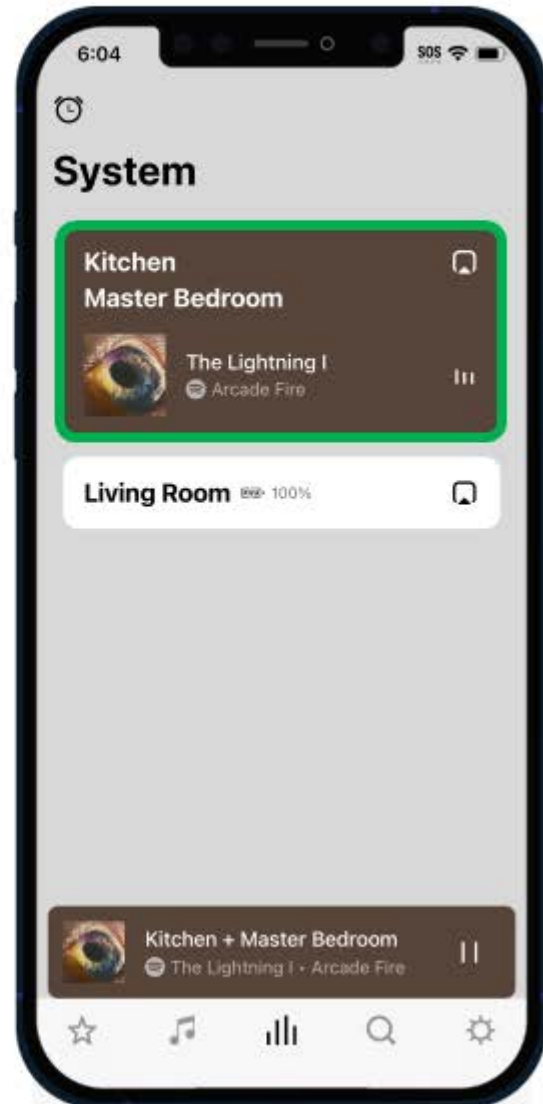 6:04
SOS
System
Kitchen
Master Bedroom
The Lightning I
Arcade Fire
Living Room 100%
Kitchen + Master Bedroom
The Lightning I • Arcade Fire